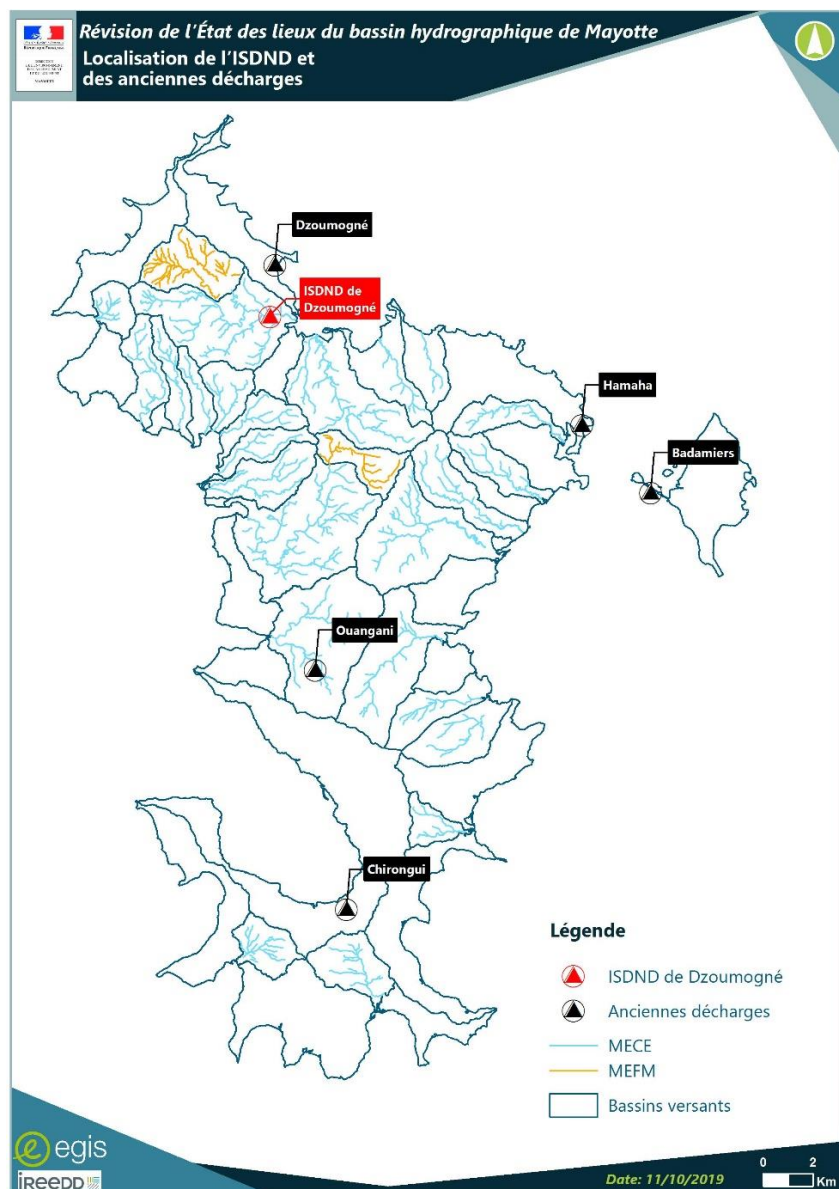 Révision de l'État des lieux du bassin hydrographique de Mayotte
Localisation de l'ISDND et
des anciennes décharges
Dzoumogné
ISDND de
Dzoumogné
Hamaha
Badamiers
Ouangani
Chirongui
Légende
ISDND de Dzoumogné
Anciennes décharges
MECE
MEFM
Bassins versants
egis
iREEDD
Date: 11/10/2019
0 2
Km